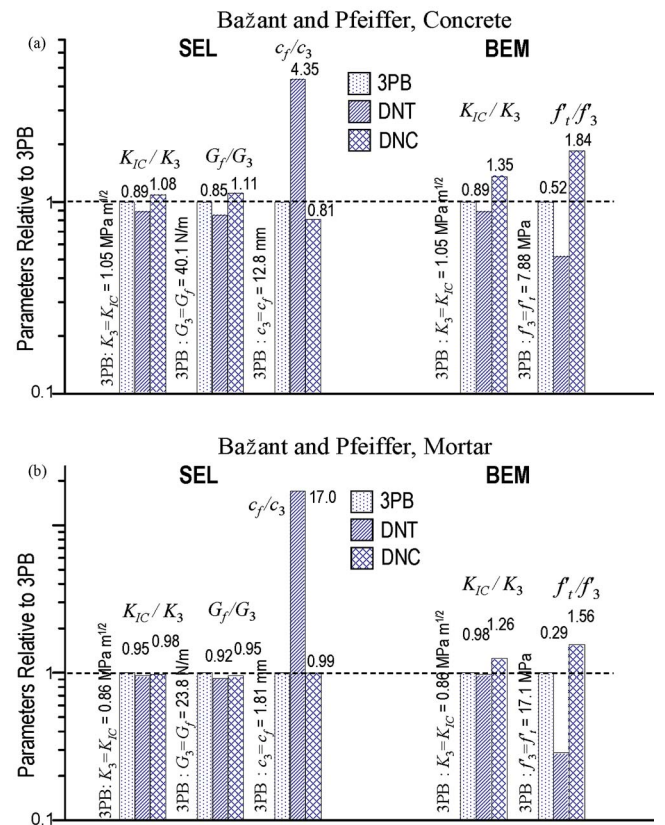 Bažant and Pfeiffer, Concrete
(a)
SEL
BEM
c_f/c_3
4.35
3PB
DNT
DNC
K_IC / K_3
G_f/G_3
0.89
1.08
0.85
1.11
0.81
K_IC / K_3
f'_t/f'_3
0.89
1.35
0.52
1.84
Parameters Relative to 3PB
1
0.1
3PB: K_3=K_IC = 1.05 MPa m^1/2
3PB : G_3=G_f = 40.1 N/m
3PB : c_3=c_f = 12.8 mm
3PB : K_3=K_IC = 1.05 MPa m^1/2
3PB : f'_3=f'_t = 7.88 MPa
Bažant and Pfeiffer, Mortar
(b)
SEL
BEM
c_f/c_3
17.0
3PB
DNT
DNC
K_IC / K_3
G_f/G_3
0.95
0.98
0.92
0.95
0.99
K_IC / K_3
f'_t/f'_3
0.98
1.26
0.29
1.56
Parameters Relative to 3PB
1
0.1
3PB: K_3=K_IC = 0.86 MPa m^1/2
3PB : G_3=G_f = 23.8 N/m
3PB : c_3=c_f = 1.81 mm
3PB : K_3=K_IC = 0.86 MPa m^1/2
3PB : f'_3=f'_t = 17.1 MPa